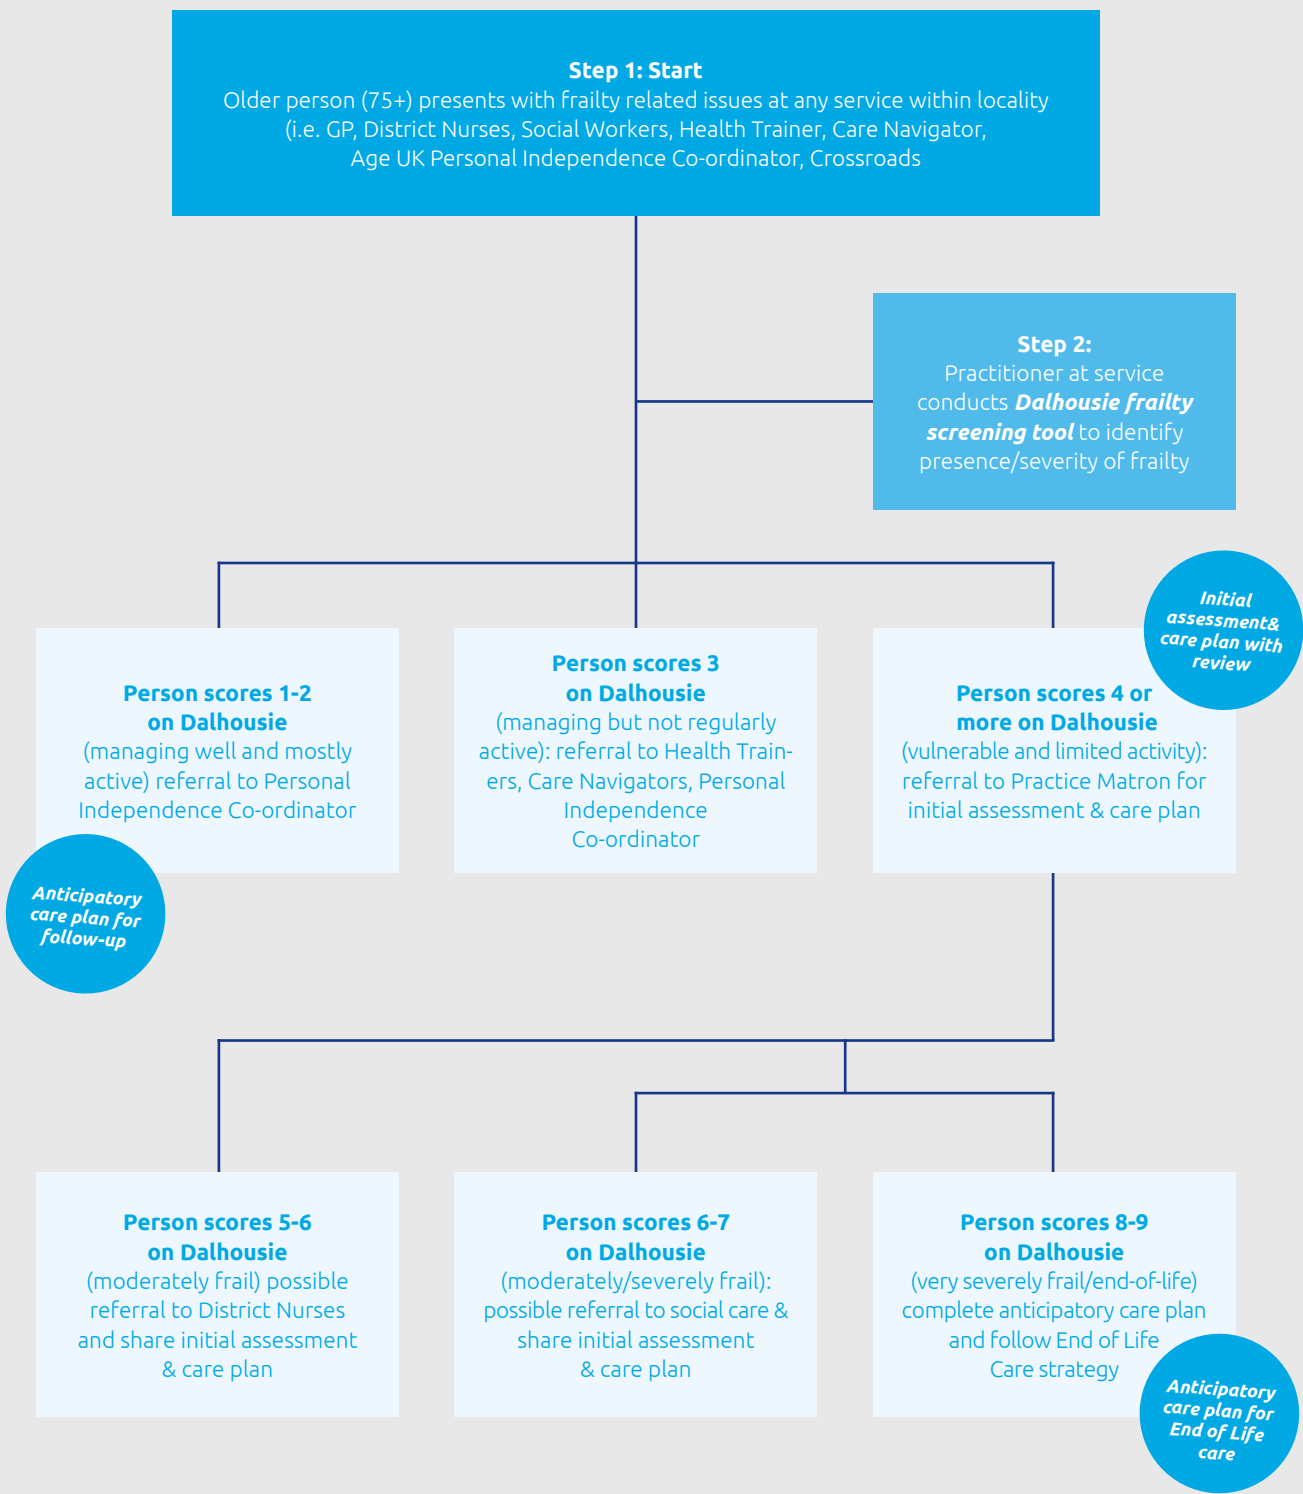 Step 1: Start
Older person (75+) presents with frailty related issues at any service within locality
(i.e. GP, District Nurses, Social Workers, Health Trainer, Care Navigator,
Age UK Personal Independence Co-ordinator, Crossroads
Step 2:
Practitioner at service
conducts Dalhousie frailty
screening tool to identify
presence/severity of frailty
Person scores 1-2
on Dalhousie
(managing well and mostly
active) referral to Personal
Independence Co-ordinator
Anticipatory
care plan for
follow-up
Person scores 3
on Dalhousie
(managing but not regularly
active): referral to Health Train-
ers, Care Navigators, Personal
Independence
Co-ordinator
Initial
assessment&
care plan with
review
Person scores 4 or
more on Dalhousie
(vulnerable and limited activity):
referral to Practice Matron for
initial assessment & care plan
Person scores 5-6
on Dalhousie
(moderately frail) possible
referral to District Nurses
and share initial assessment
& care plan
Person scores 6-7
on Dalhousie
(moderately/severely frail):
possible referral to social care &
share initial assessment
& care plan
Person scores 8-9
on Dalhousie
(very severely frail/end-of-life)
complete anticipatory care plan
and follow End of Life
Care strategy
Anticipatory
care plan for
End of Life
care